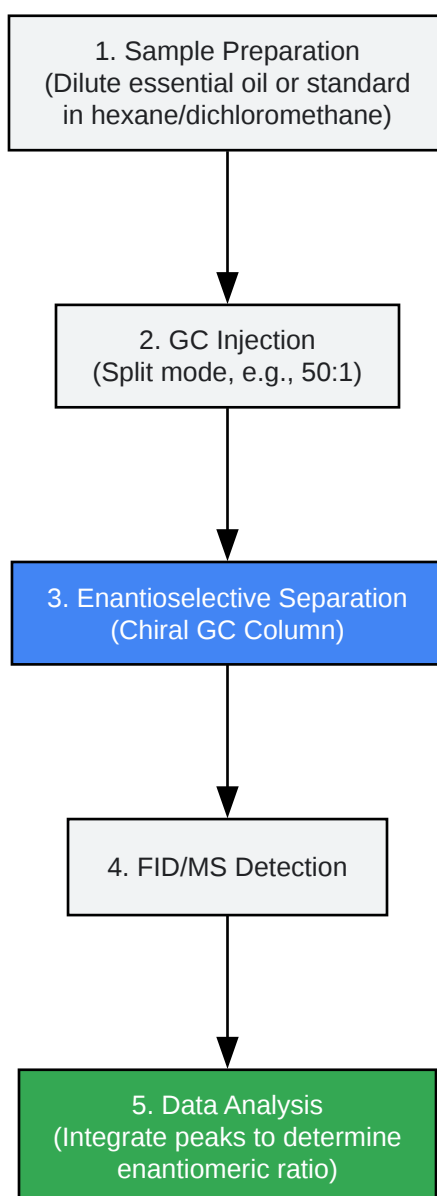 1. Sample Preparation
(Dilute essential oil or standard
in hexane/dichloromethane)
2. GC Injection
(Split mode, e.g., 50:1)
3. Enantioselective Separation
(Chiral GC Column)
4. FID/MS Detection
5. Data Analysis
(Integrate peaks to determine
enantiomeric ratio)